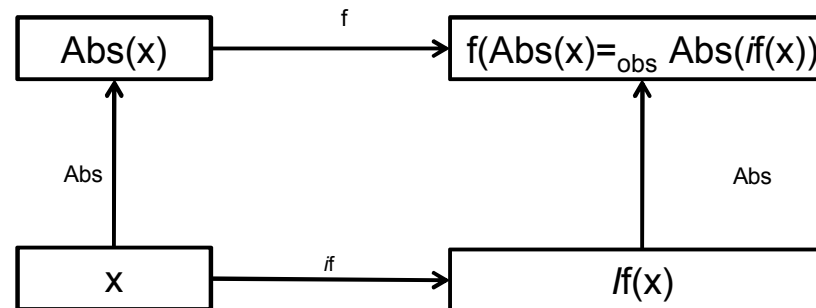 f
Abs(x)
f(Abs(x)=obs Abs(if(x))
Abs
Abs
if
x
If(x)